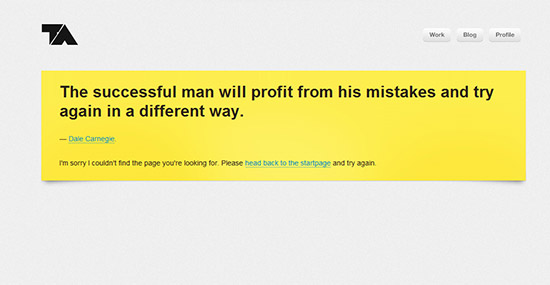 TA
Work Blog Profile
The successful man will profit from his mistakes and try
again in a different way.
— Dale Carnegie.
I'm sorry I couldn't find the page you're looking for. Please head back to the startpage and try again.